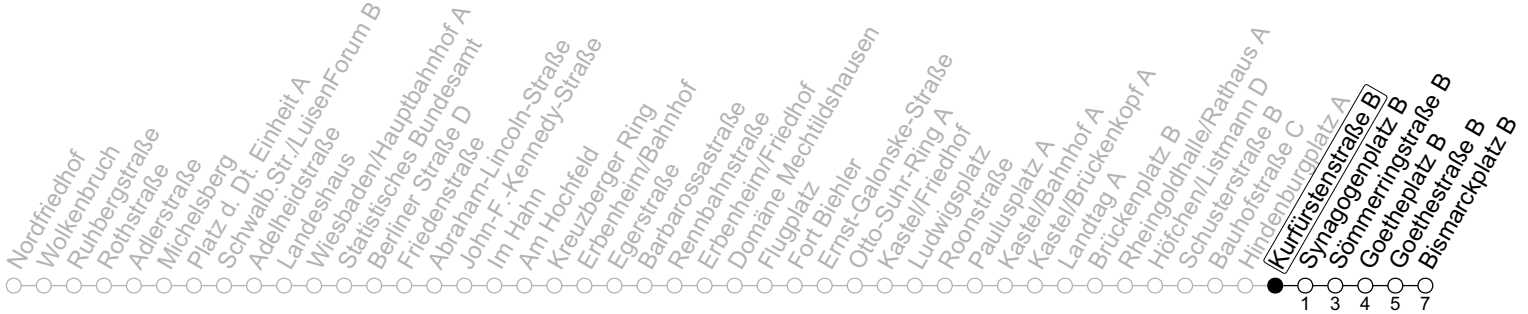 Nordfriedhof
Wolkenbruch
Ruhbergstraße
Rothstraße
Adlerstraße
Michelsberg
Platz d. Dt. Einheit A
Schwalb.Str./LuisenForum B
Adelheidstraße
Landeshaus
Wiesbaden/Hauptbahnhof A
Statistisches Bundesamt
Berliner Straße D
Friedenstraße
Abraham-Lincoln-Straße
John-F.-Kennedy-Straße
Im Hahn
Am Hochfeld
Kreuzberger Ring
Erbenheim/Bahnhof
Egerstraße
Barbarossastraße
Rennbahnstraße
Erbenheim/Friedhof
Domäne Mechtildshausen
Flugplatz
Fort Biehler
Ernst-Galonske-Straße
Otto-Suhr-Ring A
Kastel/Friedhof
Ludwigsplatz
Roonstraße
Paulusplatz A
Kastel/Bahnhof A
Kastel/Brückenkopf A
Landtag A
Brückenplatz B
Rheingoldhalle/Rathaus A
Höfchen/Listmann D
Schusterstraße B
Bauhofstraße C
Hindenburgplatz A
Kurfürstenstraße B
Synagogenplatz B
Sömmerringstraße B
Goetheplatz B
Goethestraße B
Bismarckplatz B
1 3 4 5 7